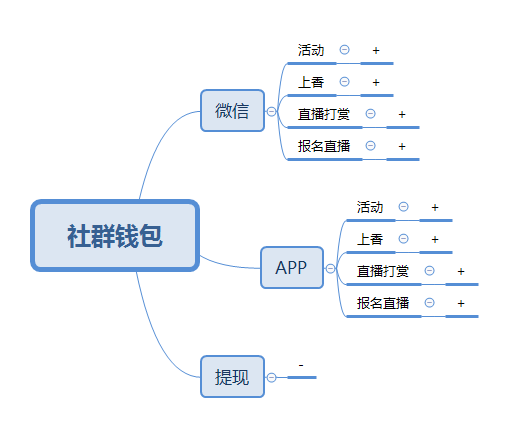 社群钱包
微信
活动 +
上香 +
直播打赏 +
报名直播 +
APP
活动 +
上香 +
直播打赏 +
报名直播 +
提现
-